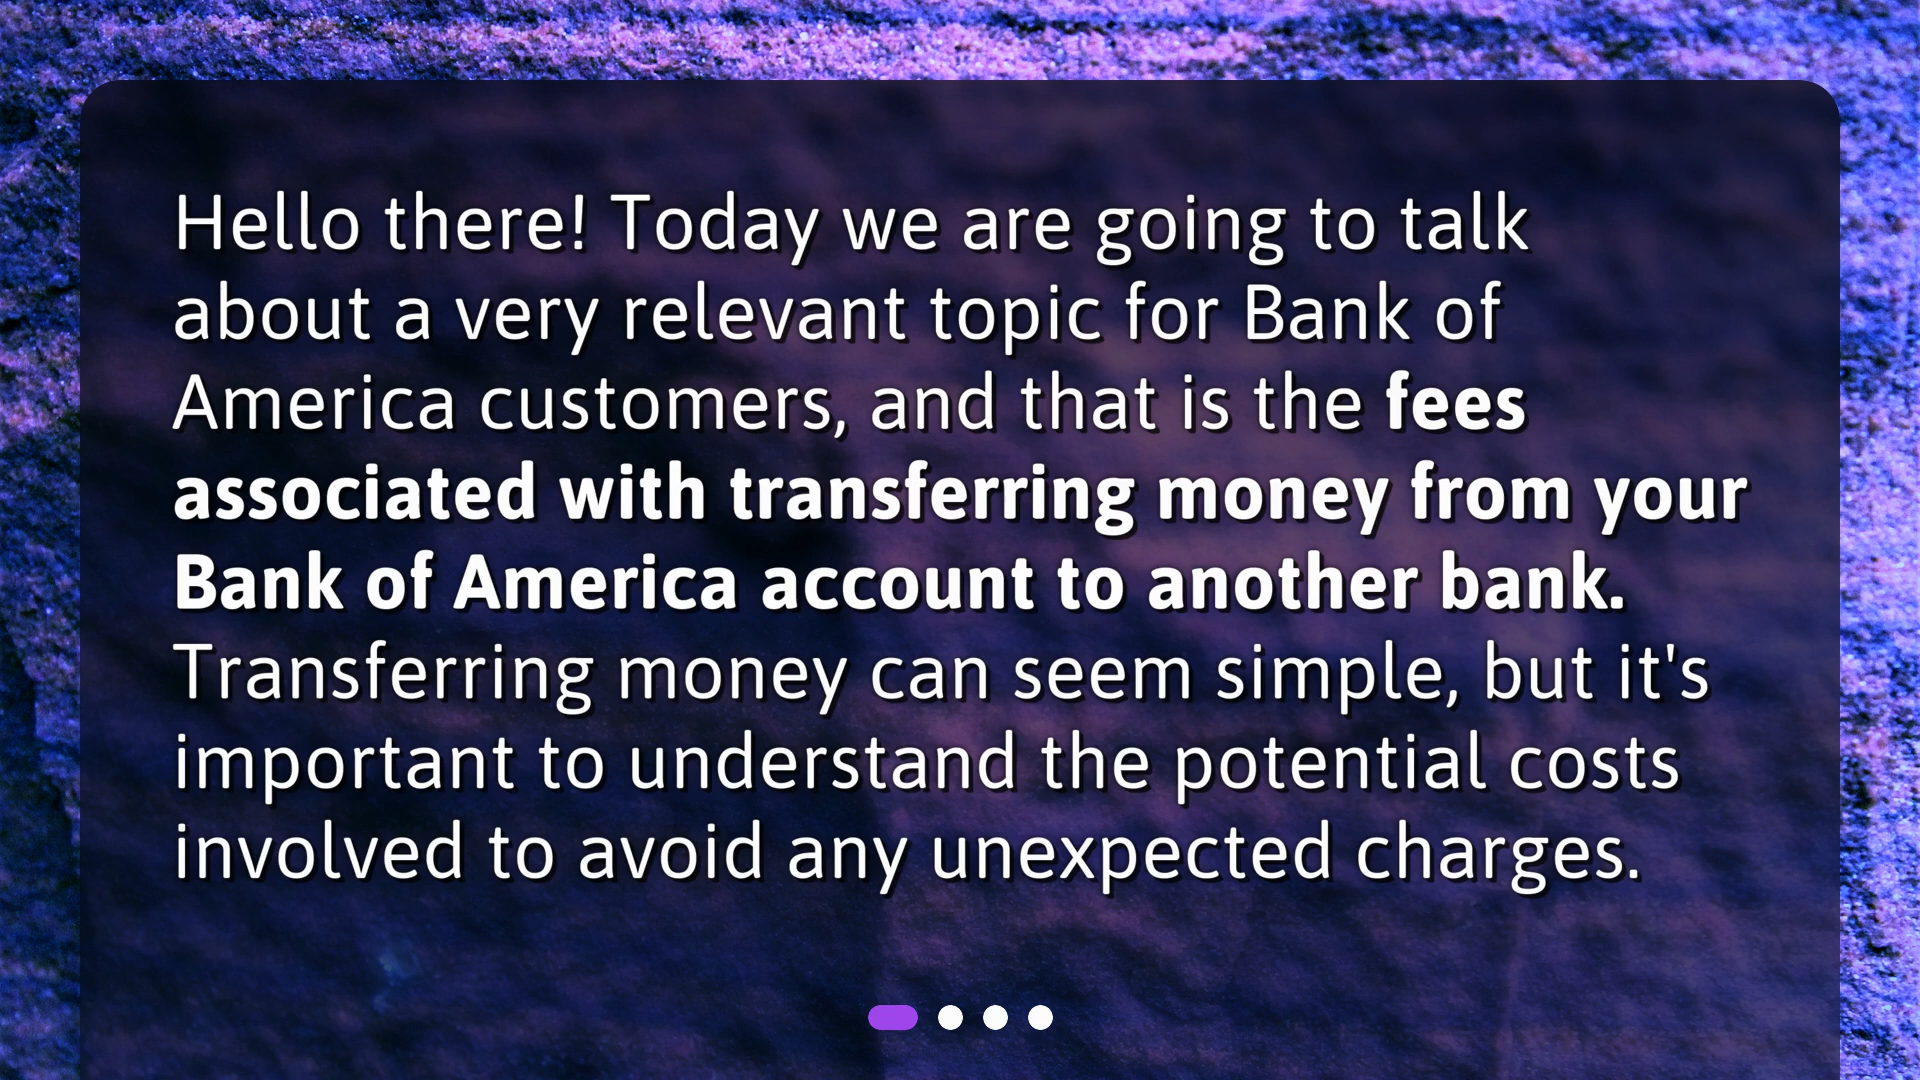 Hello there! Today we are going to talk
about a very relevant topic for Bank of
America customers, and that is the fees
associated with transferring money from your
Bank of America account to another bank.
Transferring money can seem simple, but it's
important to understand the potential costs
involved to avoid any unexpected charges.